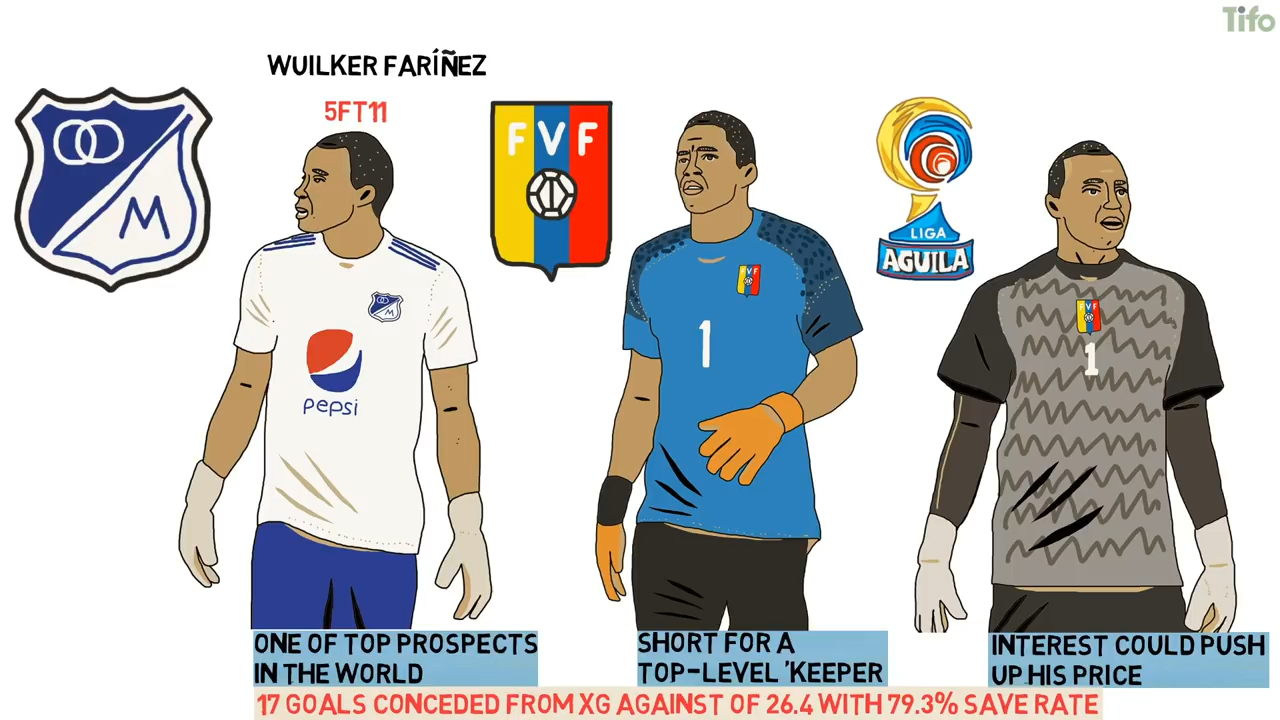 Tifo
WUILKER FARÍÑEZ
5FT11
M
FVF
LIGA
AGUILA
M
pepsi
FVF
1
FVF
1
ONE OF TOP PROSPECTS
IN THE WORLD
SHORT FOR A
TOP-LEVEL 'KEEPER
INTEREST COULD PUSH
UP HIS PRICE
17 GOALS CONCEDED FROM XG AGAINST OF 26.4 WITH 79.3% SAVE RATE